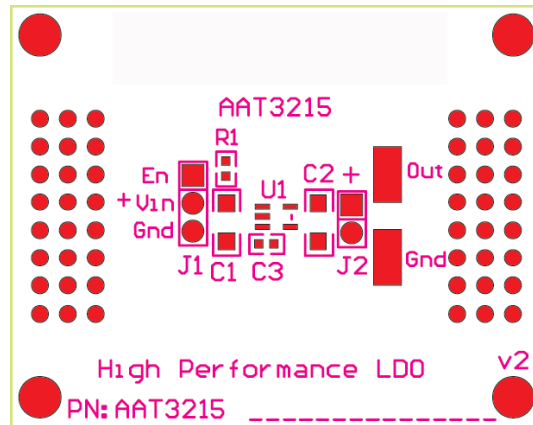 AAT3215
R1
En
C2 +
Out
U1
+ Vin
Gnd
Gnd
J1 C1 C3 J2
High Performance LDO
v2
PN: AAT3215 _______________